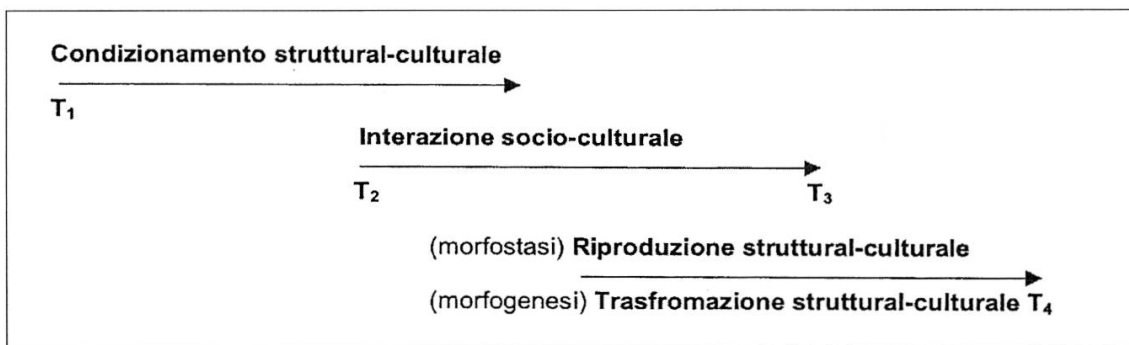 Condizionamento struttural-culturale
T₁
Interazione socio-culturale
T₂ T₃
(morfostasi) Riproduzione struttural-culturale
(morfogenesi) Trasfromazione struttural-culturale T₄